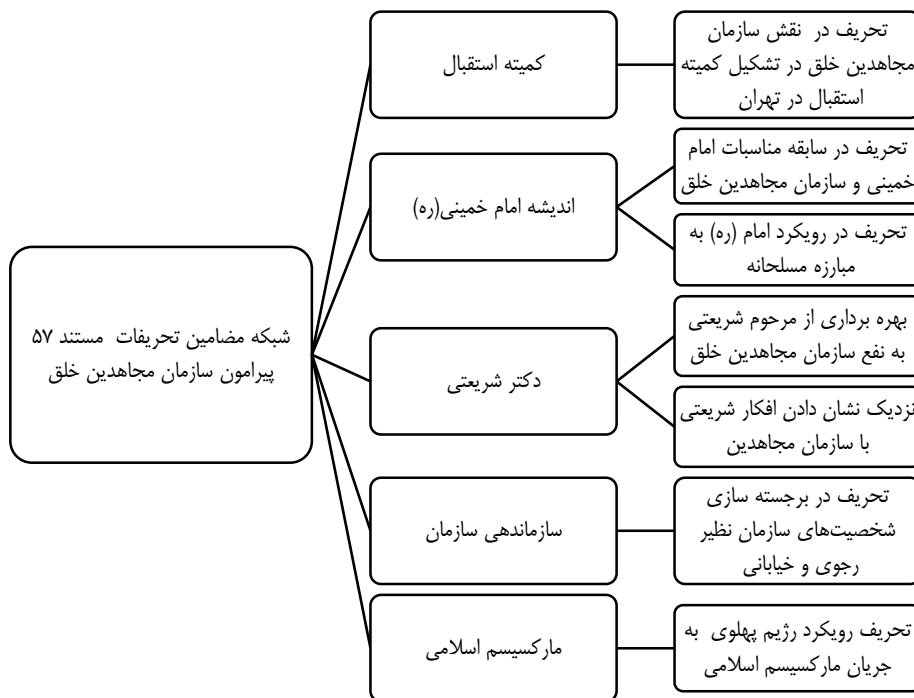 شبکه مضامین تحریفات مستند ۵۷
پیرامون سازمان مجاهدین خلق
کمیته استقبال
تحریف در نقش سازمان
مجاهدین خلق در تشکیل کمیته
استقبال در تهران
اندیشه امام خمینی(ره)
تحریف در سابقه مناسبات امام
خمینی و سازمان مجاهدین خلق
تحریف در رویکرد امام (ره) به
مبارزه مسلحانه
دکتر شریعتی
بهره برداری از مرحوم شریعتی
به نفع سازمان مجاهدین خلق
نزدیک نشان دادن افکار شریعتی
با سازمان مجاهدین
سازماندهی سازمان
تحریف در برجسته سازی
شخصیت‌های سازمان نظیر
رجوی و خیابانی
مارکسیسم اسلامی
تحریف رویکرد رژیم پهلوی به
جریان مارکسیسم اسلامی